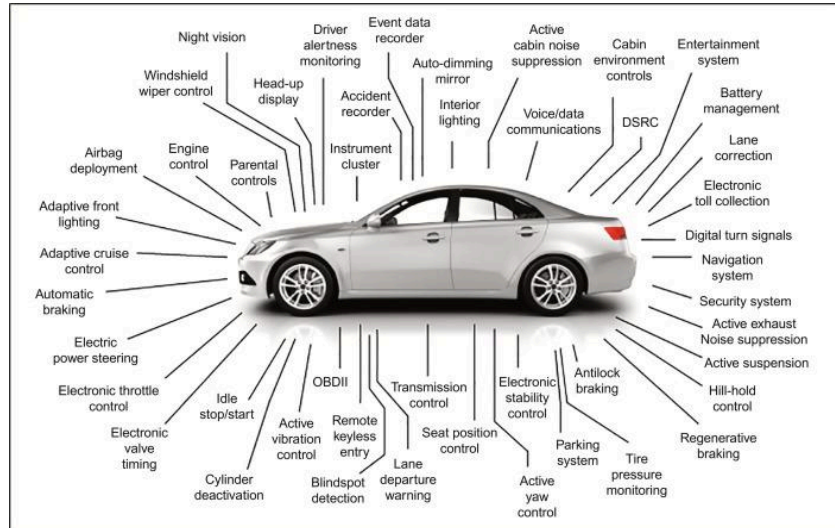 Night vision
Driver
alertness
monitoring
Event data
recorder
Active
cabin noise
suppression
Cabin
environment
controls
Entertainment
system
Windshield
wiper control
Head-up
display
Auto-dimming
mirror
Battery
management
Accident
recorder
Interior
lighting
Voice/data
communications
DSRC
Lane
correction
Airbag
deployment
Engine
control
Parental
controls
Instrument
cluster
Electronic
toll collection
Adaptive front
lighting
Digital turn signals
Adaptive cruise
control
Navigation
system
Automatic
braking
Security system
Electric
power steering
Active exhaust
Noise suppression
Active suspension
Electronic throttle
control
Idle
stop/start
OBDII
Transmission
control
Electronic
stability
control
Antilock
braking
Hill-hold
control
Electronic
valve
timing
Active
vibration
control
Remote
keyless
entry
Seat position
control
Parking
system
Tire
pressure
monitoring
Regenerative
braking
Cylinder
deactivation
Blindspot
detection
Lane
departure
warning
Active
yaw
control